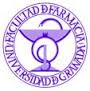 FACULTAD DE FARMACIA
UNIVERSIDAD DE GRANADA